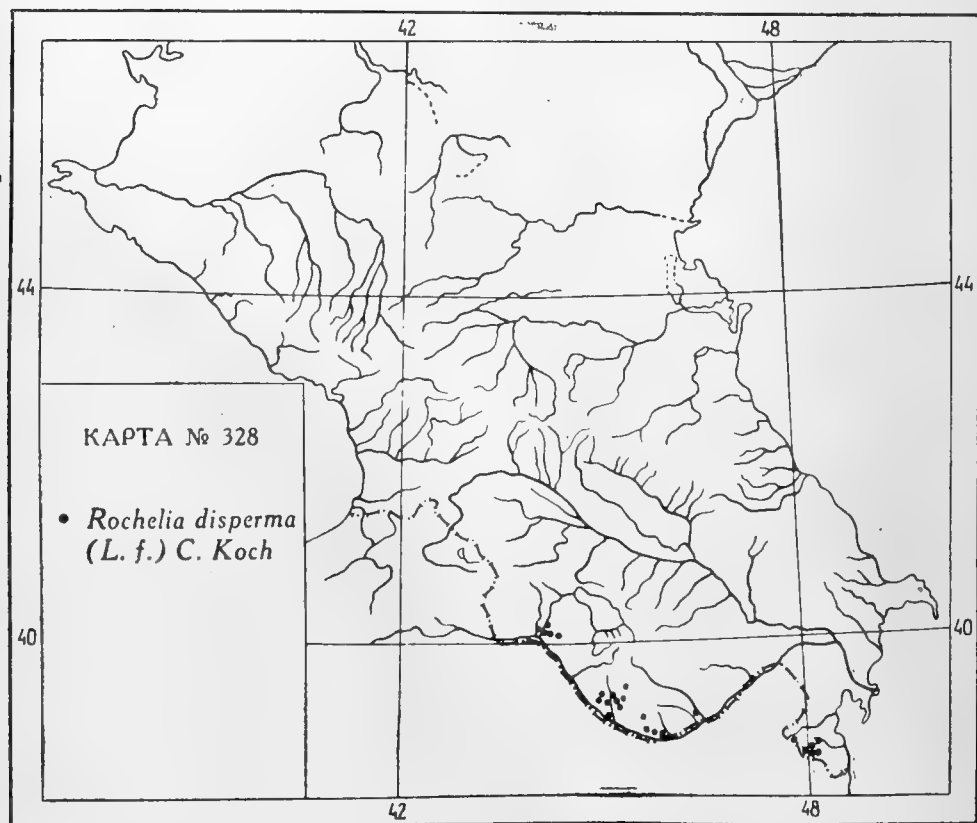 42 48
44 44
КАРТА № 328
• Rochelia disperma
(L. f.) C. Koch
40 40
42 48